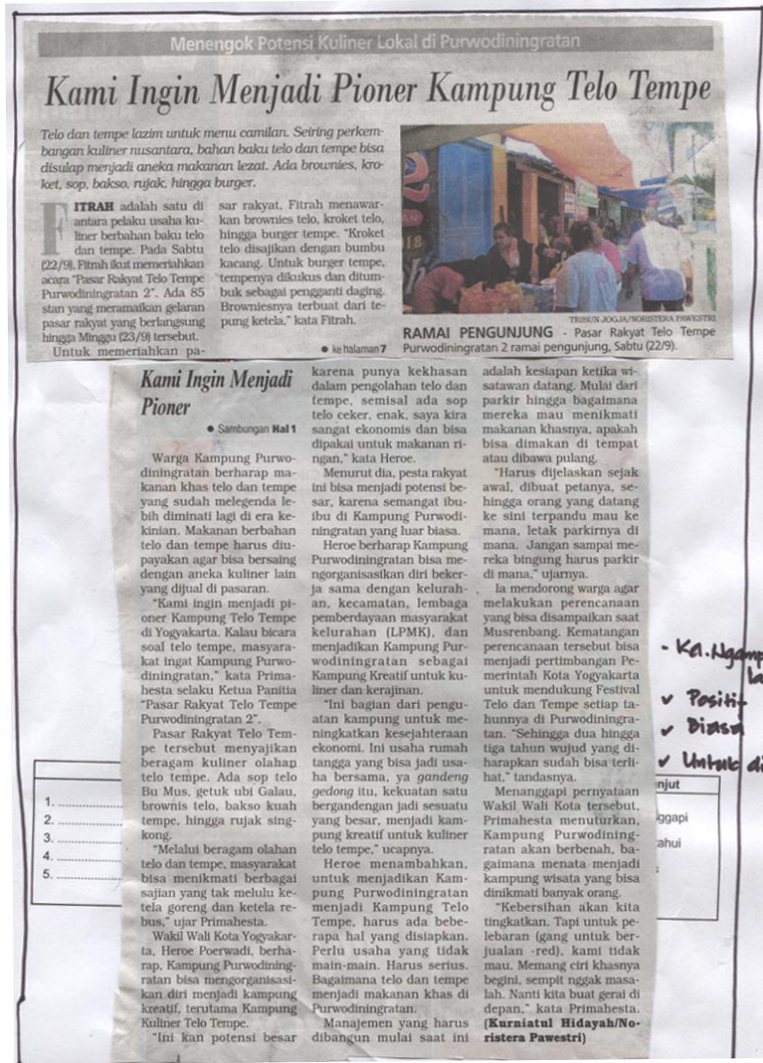 Menengok Potensi Kuliner Lokal di Purwodiningratan
Kami Ingin Menjadi Pioner Kampung Telo Tempe
Telo dan tempe lazim untuk menu camilan. Seiring perkem-
bangan kuliner nusantara, bahan baku telo dan tempe bisa
disulap menjadi aneka makanan lezat. Ada brownies, kro-
ket, sop, bakso, rujak, hingga burger.
FITRAH adalah satu di
antara pelaku usaha ku-
liner berbahan baku telo
dan tempe. Pada Sabtu
(22/9), Fitrah ikut memeriahkan
acara "Pasar Rakyat Telo Tempe
Purwodiningratan 2". Ada 85
stan yang meramaikan gelaran
pasar rakyat yang berlangsung
hingga Minggu (23/9) tersebut.
Untuk memeriahkan pa-
sar rakyat, Fitrah menawar-
kan brownies telo, kroket telo,
hingga burger tempe. "Kroket
telo disajikan dengan bumbu
kacang. Untuk burger tempe,
tempenya dikukus dan ditum-
buk sebagai pengganti daging.
Browniesnya terbuat dari te-
pung ketela," kata Fitrah.
● ke halaman 7
TRIBUN JOGJA/NORISTERA PAWESTRI
RAMAI PENGUNJUNG - Pasar Rakyat Telo Tempe
Purwodiningratan 2 ramai pengunjung, Sabtu (22/9).
Kami Ingin Menjadi
Pioner
● Sambungan Hal 1
Warga Kampung Purwo-
diningratan berharap ma-
kanan khas telo dan tempe
yang sudah melegenda le-
bih diminati lagi di era ke-
kinian. Makanan berbahan
telo dan tempe harus diu-
payakan agar bisa bersaing
dengan aneka kuliner lain
yang dijual di pasaran.
"Kami ingin menjadi pi-
oner Kampung Telo Tempe
di Yogyakarta. Kalau bicara
soal telo tempe, masyara-
kat ingat Kampung Purwo-
diningratan," kata Prima-
hesta selaku Ketua Panitia
"Pasar Rakyat Telo Tempe
Purwodiningratan 2".
Pasar Rakyat Telo Tem-
pe tersebut menyajikan
beragam kuliner olahan
telo tempe. Ada sop telo
Bu Mus, getuk ubi Galau,
brownis telo, bakso kuah
tempe, hingga rujak sing-
kong.
"Melalui beragam olahan
telo dan tempe, masyarakat
bisa menikmati berbagai
sajian yang tak melulu ke-
tela goreng dan ketela re-
bus," ujar Primahesta.
Wakil Wali Kota Yogyakar-
ta, Heroe Poerwadi, berha-
rap, Kampung Purwodining-
ratan bisa mengorganisasi-
kan diri menjadi kampung
kreatif, terutama Kampung
Kuliner Telo Tempe.
"Ini kan potensi besar
karena punya kekhasan
dalam pengolahan telo dan
tempe, semisal ada sop
telo ceker, enak, saya kira
sangat ekonomis dan bisa
dipakai untuk makanan ri-
ngan," kata Heroe.
Menurut dia, pesta rakyat
ini bisa menjadi potensi be-
sar, karena semangat ibu-
ibu di Kampung Purwodi-
ningratan yang luar biasa.
Heroe berharap Kampung
Purwodiningratan bisa me-
ngorganisasikan diri beker-
ja sama dengan kelurah-
an, kecamatan, lembaga
pemberdayaan masyarakat
kelurahan (LPMK), dan
menjadikan Kampung Pur-
wodiningratan sebagai
Kampung Kreatif untuk ku-
liner dan kerajinan.
"Ini bagian dari pengu-
atan kampung untuk me-
ningkatkan kesejahteraan
ekonomi. Ini usaha rumah
tangga yang bisa jadi usa-
ha bersama, ya gandeng
gedong itu, kekuatan satu
bergandengan jadi sesuatu
yang besar, menjadi kam-
pung kreatif untuk kuliner
telo tempe," ucapnya.
Heroe menambahkan,
untuk menjadikan Kam-
pung Purwodiningratan
menjadi Kampung Telo
Tempe, harus ada bebe-
rapa hal yang disiapkan.
Perlu usaha yang tidak
main-main. Harus serius.
Bagaimana telo dan tempe
menjadi makanan khas di
Purwodiningratan.
Manajemen yang harus
dibangun mulai saat ini
adalah kesiapan ketika wi-
satawan datang. Mulai dari
parkir hingga bagaimana
mereka mau menikmati
makanan khasnya, apakah
bisa dimakan di tempat
atau dibawa pulang.
"Harus dijelaskan sejak
awal, dibuat petanya, se-
hingga orang yang datang
ke sini terpandu mau ke
mana, letak parkirnya di
mana. Jangan sampai me-
reka bingung harus parkir
di mana," ujarnya.
Ia mendorong warga agar
melakukan perencanaan
yang bisa disampaikan saat
Musrenbang. Kematangan
perencanaan tersebut bisa
menjadi pertimbangan Pe-
merintah Kota Yogyakarta
untuk mendukung Festival
Telo dan Tempe setiap ta-
hunnya di Purwodiningra-
tan. "Sehingga dua hingga
tiga tahun wujud yang di-
harapkan sudah bisa terli-
hat," tandasnya.
Menanggapi pernyataan
Wakil Wali Kota tersebut,
Primahesta menuturkan,
Kampung Purwodining-
ratan akan berbenah, ba-
gaimana menata menjadi
kampung wisata yang bisa
dinikmati banyak orang.
"Kebersihan akan kita
tingkatkan. Tapi untuk pe-
lebaran (gang untuk ber-
jualan -red), kami tidak
mau. Memang ciri khasnya
begini, sempit nggak masa-
lah. Nanti kita buat gerai di
depan," kata Primahesta.
(Kurniatul Hidayah/No-
ristera Pawestri)
- Ka. Ngamp
la
✓ Positi
✓ Biasa
✓ Untuk di
1.
2.
3.
4.
5.
njut
ggapi
ahui